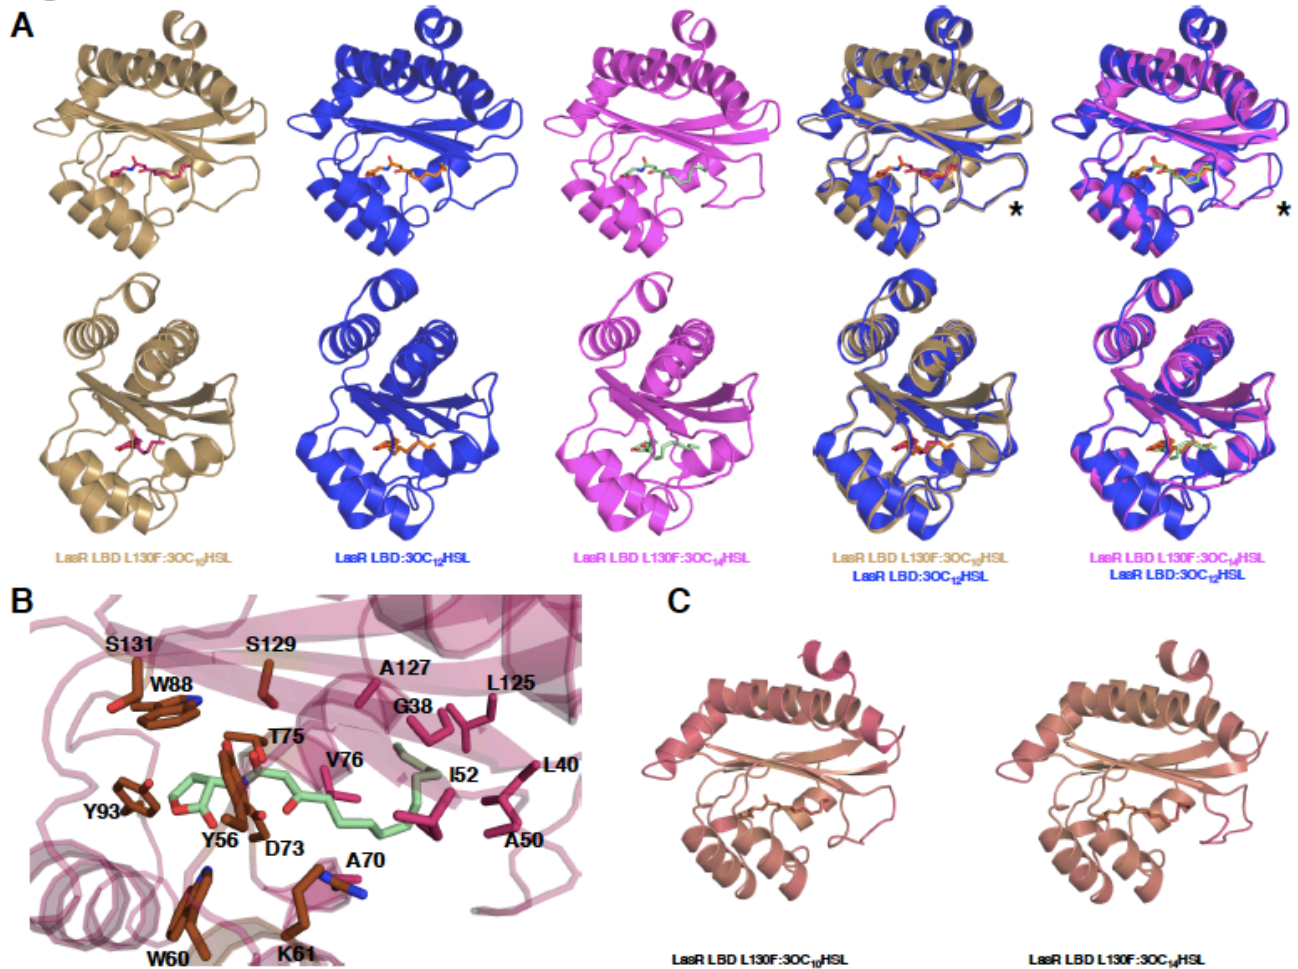 A
*
*
LasR LBD L130F:3OC₁₀HSL
LasR LBD:3OC₁₂HSL
LasR LBD L130F:3OC₁₄HSL
LasR LBD L130F:3OC₁₀HSL
LasR LBD:3OC₁₂HSL
LasR LBD L130F:3OC₁₄HSL
LasR LBD:3OC₁₂HSL
B
S131
S129
W88
A127
L125
G38
T75
V76
I52
L40
Y93
Y56
D73
A50
A70
W60
K61
C
LasR LBD L130F:3OC₁₀HSL
LasR LBD L130F:3OC₁₄HSL